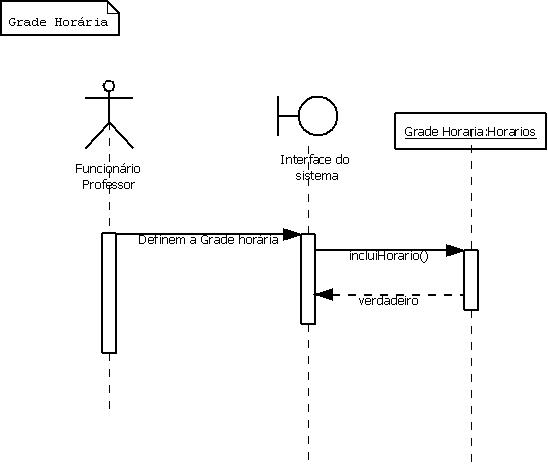 Grade Horária
Funcionário
Professor
Interface do
sistema
Grade Horaria:Horarios
Definem a Grade horária
incluiHorario()
verdadeiro